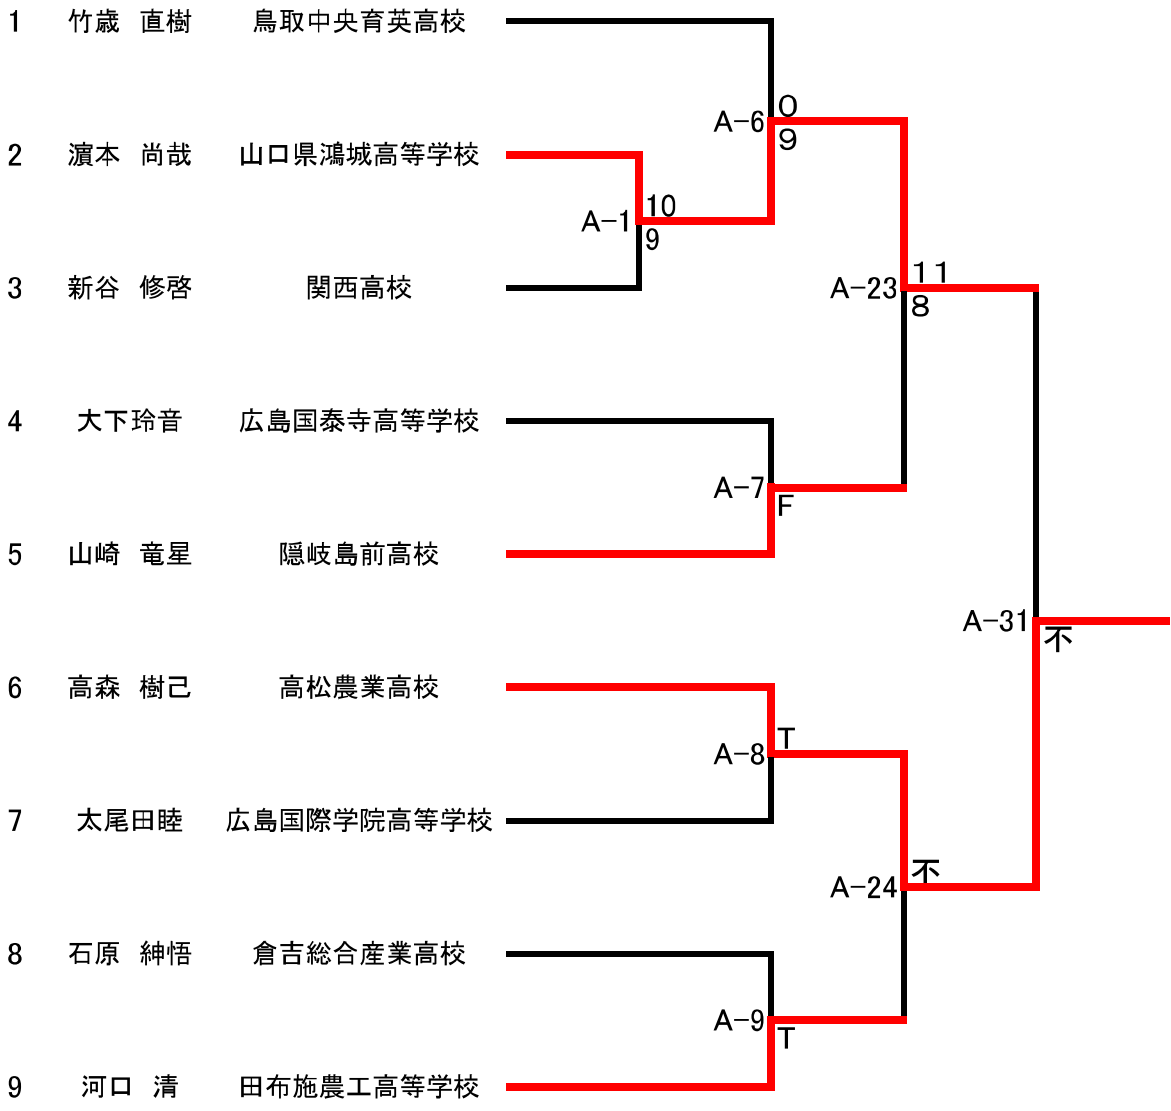 1 竹歳 直樹 鳥取中央育英高校
0
A-6
9
2 濵本 尚哉 山口県鴻城高等学校
10
A-1
9
11
3 新谷 修啓 関西高校 A-23
8
4 大下玲音 広島国泰寺高等学校
A-7
F
5 山崎 竜星 隠岐島前高校
A-31
不
6 高森 樹己 高松農業高校
T
A-8
7 太尾田睦 広島国際学院高等学校
不
A-24
8 石原 紳悟 倉吉総合産業高校
A-9
T
9 河口 清 田布施農工高等学校